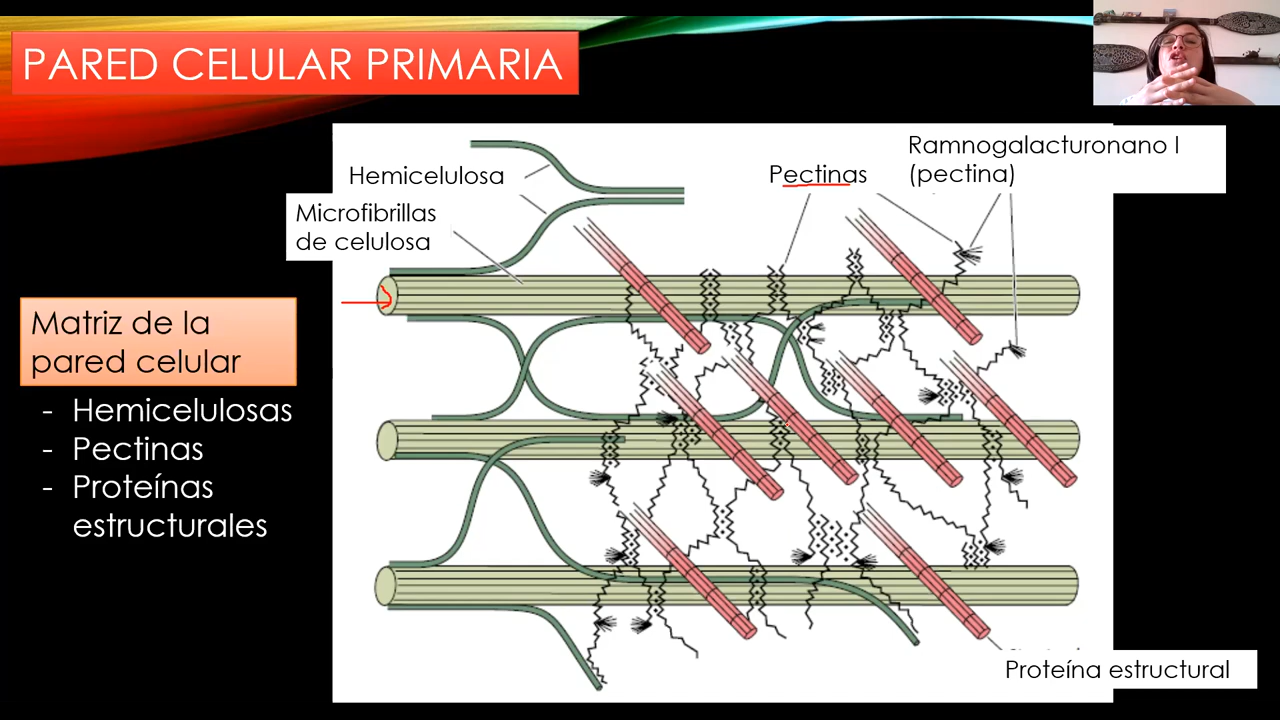 PARED CELULAR PRIMARIA
Hemicelulosa
Microfibrillas
de celulosa
Pectinas
Ramnogalacturonano I
(pectina)
Matriz de la
pared celular
- Hemicelulosas
- Pectinas
- Proteínas
estructurales
Proteína estructural